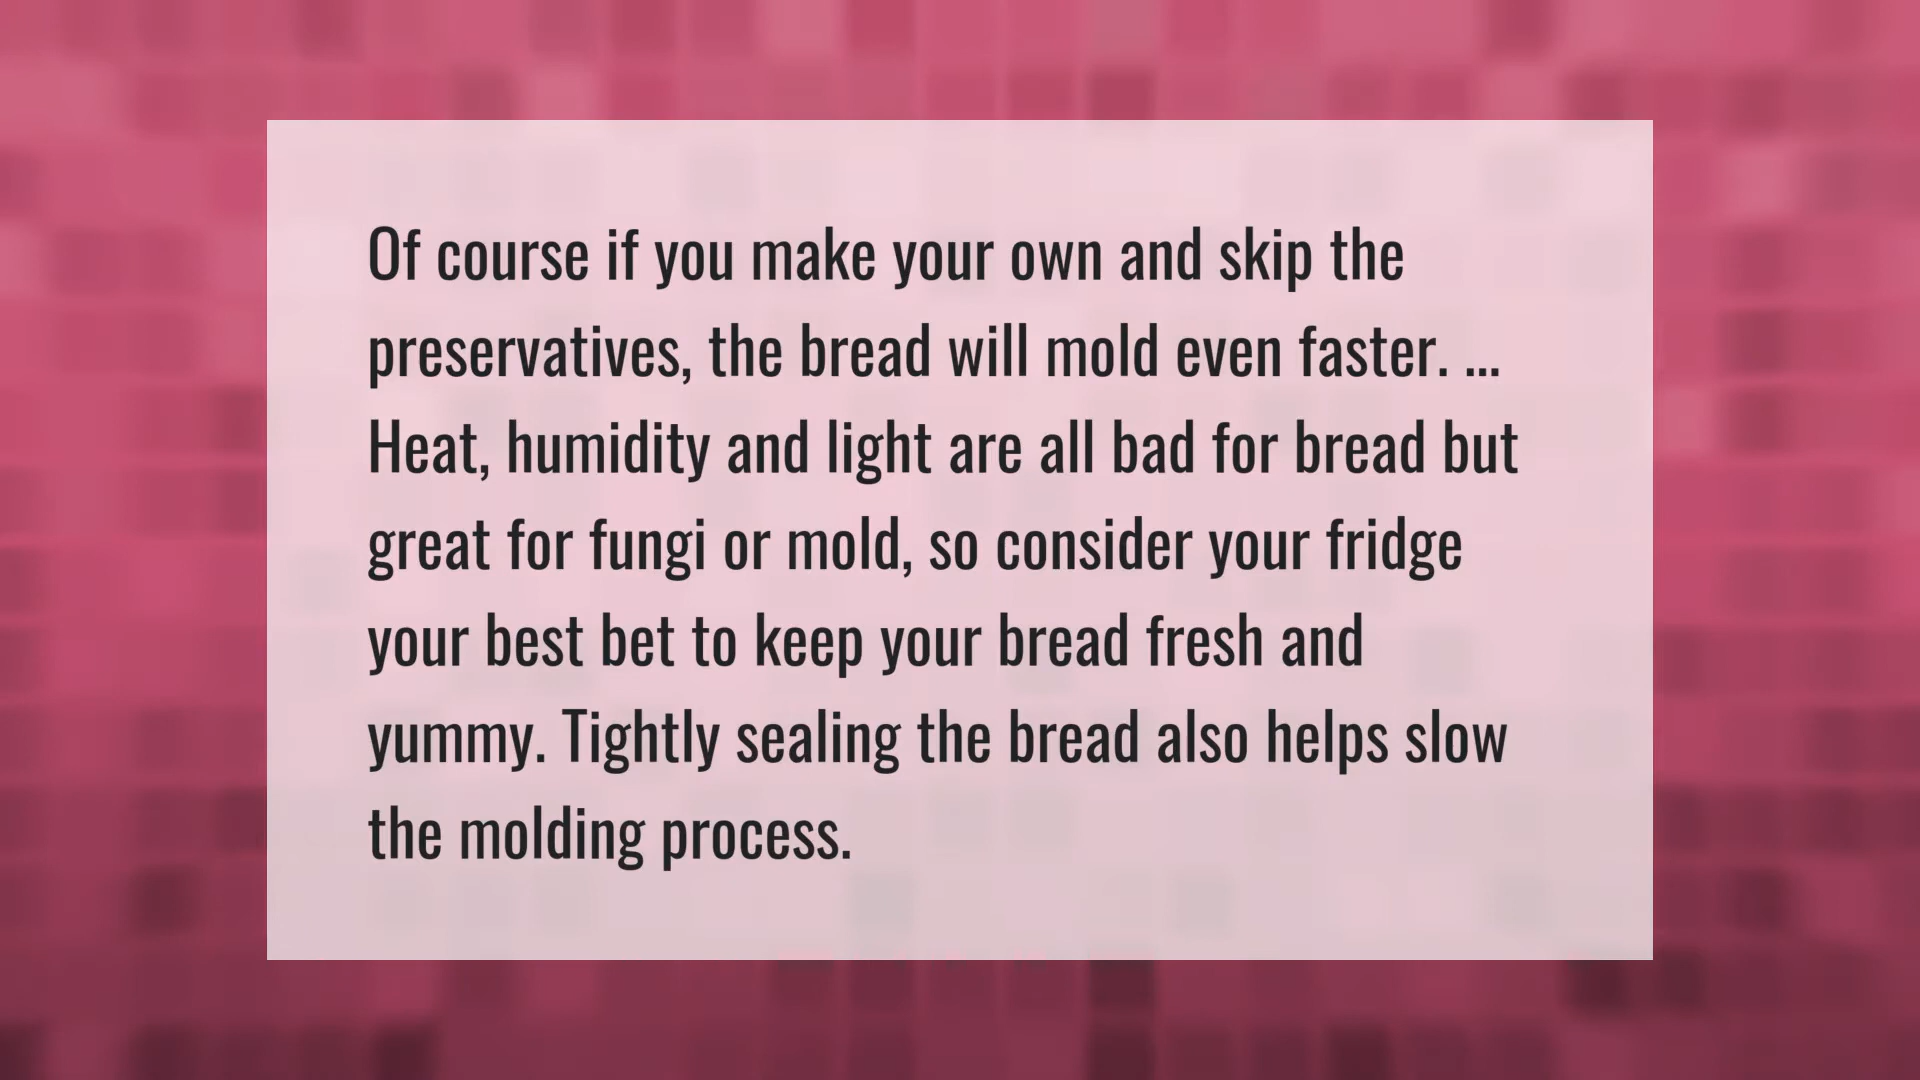 Of course if you make your own and skip the
preservatives, the bread will mold even faster. ...
Heat, humidity and light are all bad for bread but
great for fungi or mold, so consider your fridge
your best bet to keep your bread fresh and
yummy. Tightly sealing the bread also helps slow
the molding process.